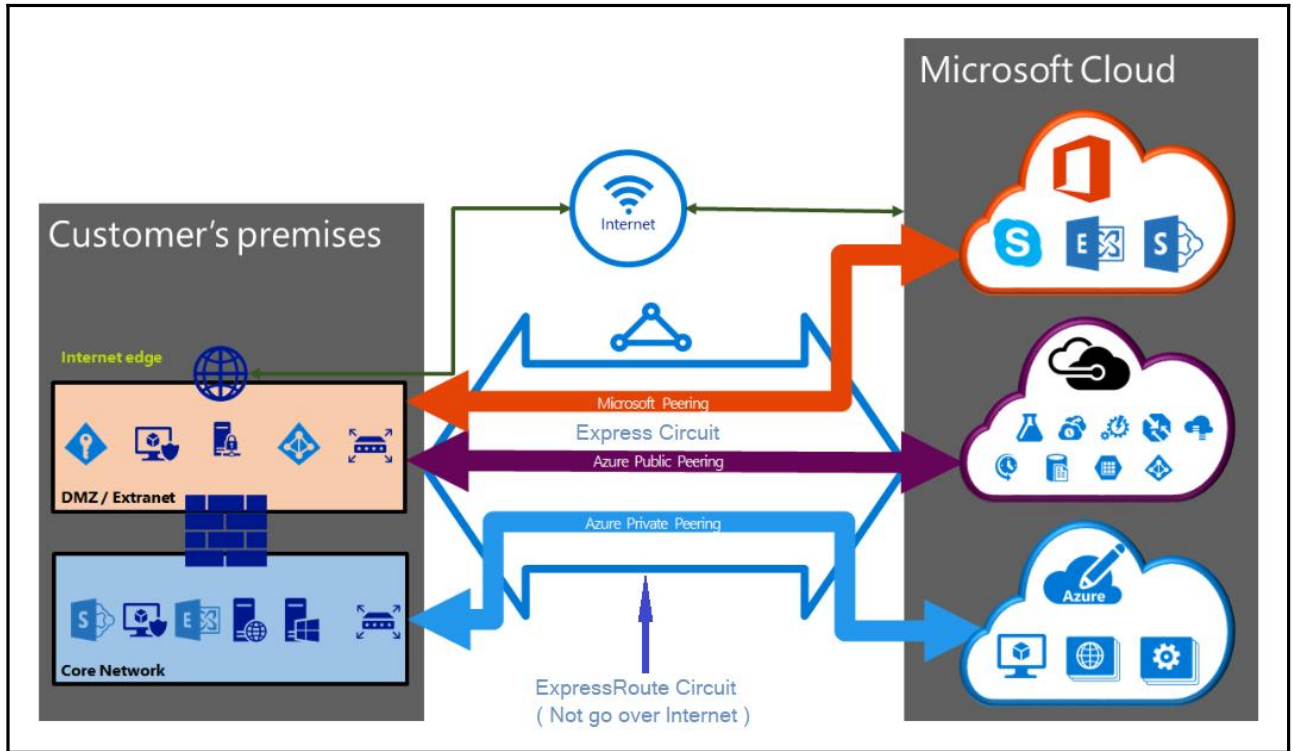 Microsoft Cloud
Internet
Customer's premises
Internet edge
Microsoft Peering
Express Circuit
Azure Public Peering
DMZ / Extranet
Azure Private Peering
Azure
Core Network
ExpressRoute Circuit
( Not go over Internet )
S
E
S
S
E